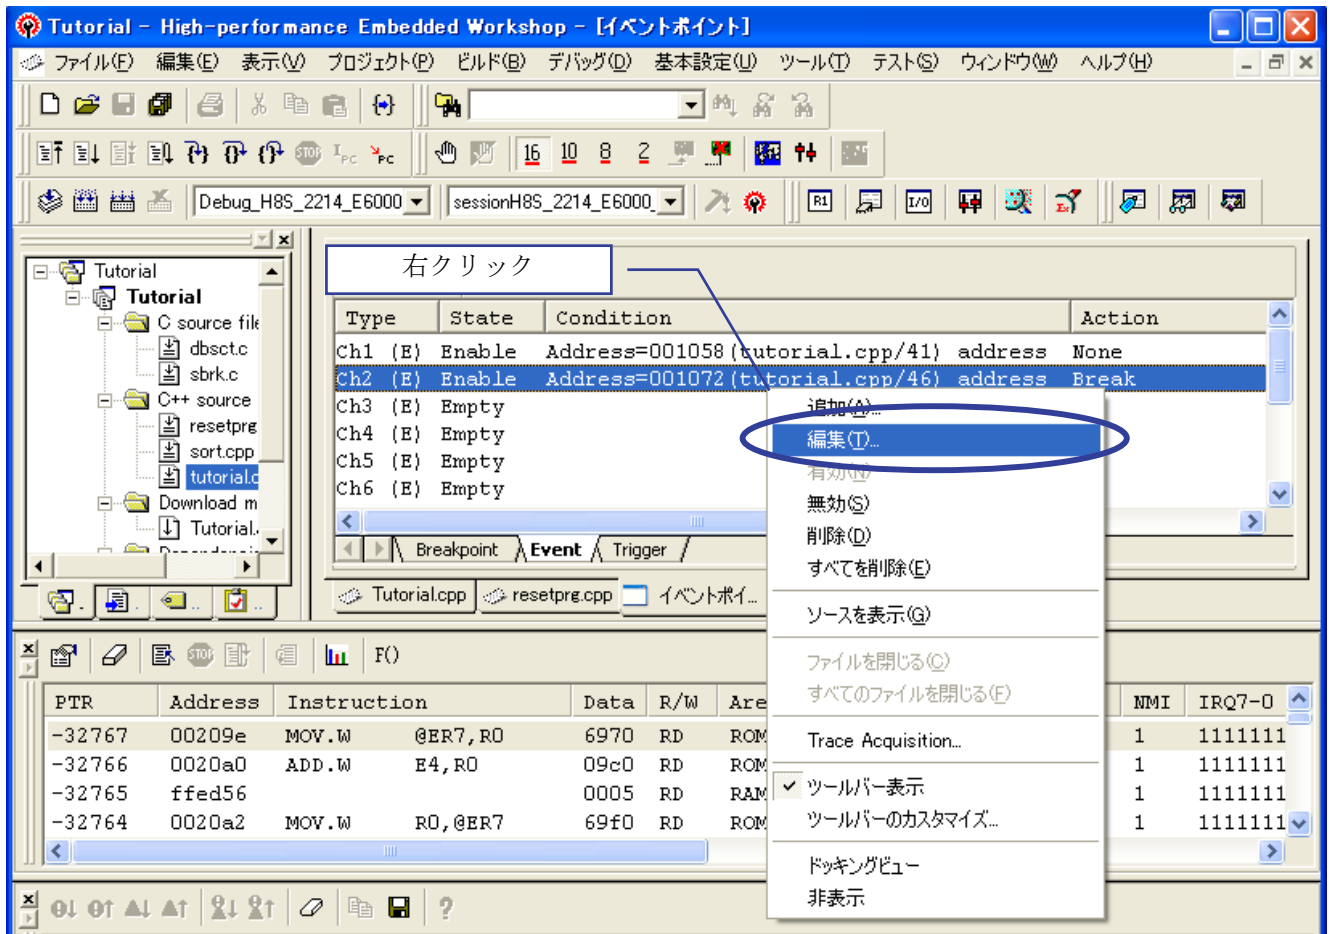 Tutorial - High-performance Embedded Workshop - [イベントポイント]
ファイル(F) 編集(E) 表示(V) プロジェクト(P) ビルド(B) デバッグ(D) 基本設定(U) ツール(T) テスト(S) ウィンドウ(W) ヘルプ(H)
STOP PC PC 16 10 8 2
Debug_H8S_2214_E6000 sessionH8S_2214_E6000_ R1 I/O Ex
右クリック
Tutorial
Tutorial
C source file
dbsct.c
sbrk.c
C++ source
resetprg
sort.cpp
tutorial.c
Download m
Tutorial.
Type State Condition Action
Ch1 (E) Enable Address=001058(tutorial.cpp/41) address None
Ch2 (E) Enable Address=001072(tutorial.cpp/46) address Break
Ch3 (E) Empty
Ch4 (E) Empty
Ch5 (E) Empty
Ch6 (E) Empty
Breakpoint Event Trigger
Tutorial.cpp resetprg.cpp イベントポイ...
追加(A)...
編集(T)...
有効(N)
無効(S)
削除(D)
すべてを削除(E)
ソースを表示(G)
ファイルを閉じる(C)
すべてのファイルを閉じる(F)
Trace Acquisition...
ツールバー表示
ツールバーのカスタマイズ...
ドッキングビュー
非表示
STOP F()
PTR Address Instruction Data R/W Are NMI IRQ7-0
-32767 00209e MOV.W @ER7,R0 6970 RD ROM 1 1111111
-32766 0020a0 ADD.W E4,R0 09c0 RD ROM 1 1111111
-32765 ffed56 0005 RD RAM 1 1111111
-32764 0020a2 MOV.W R0,@ER7 69f0 RD ROM 1 1111111